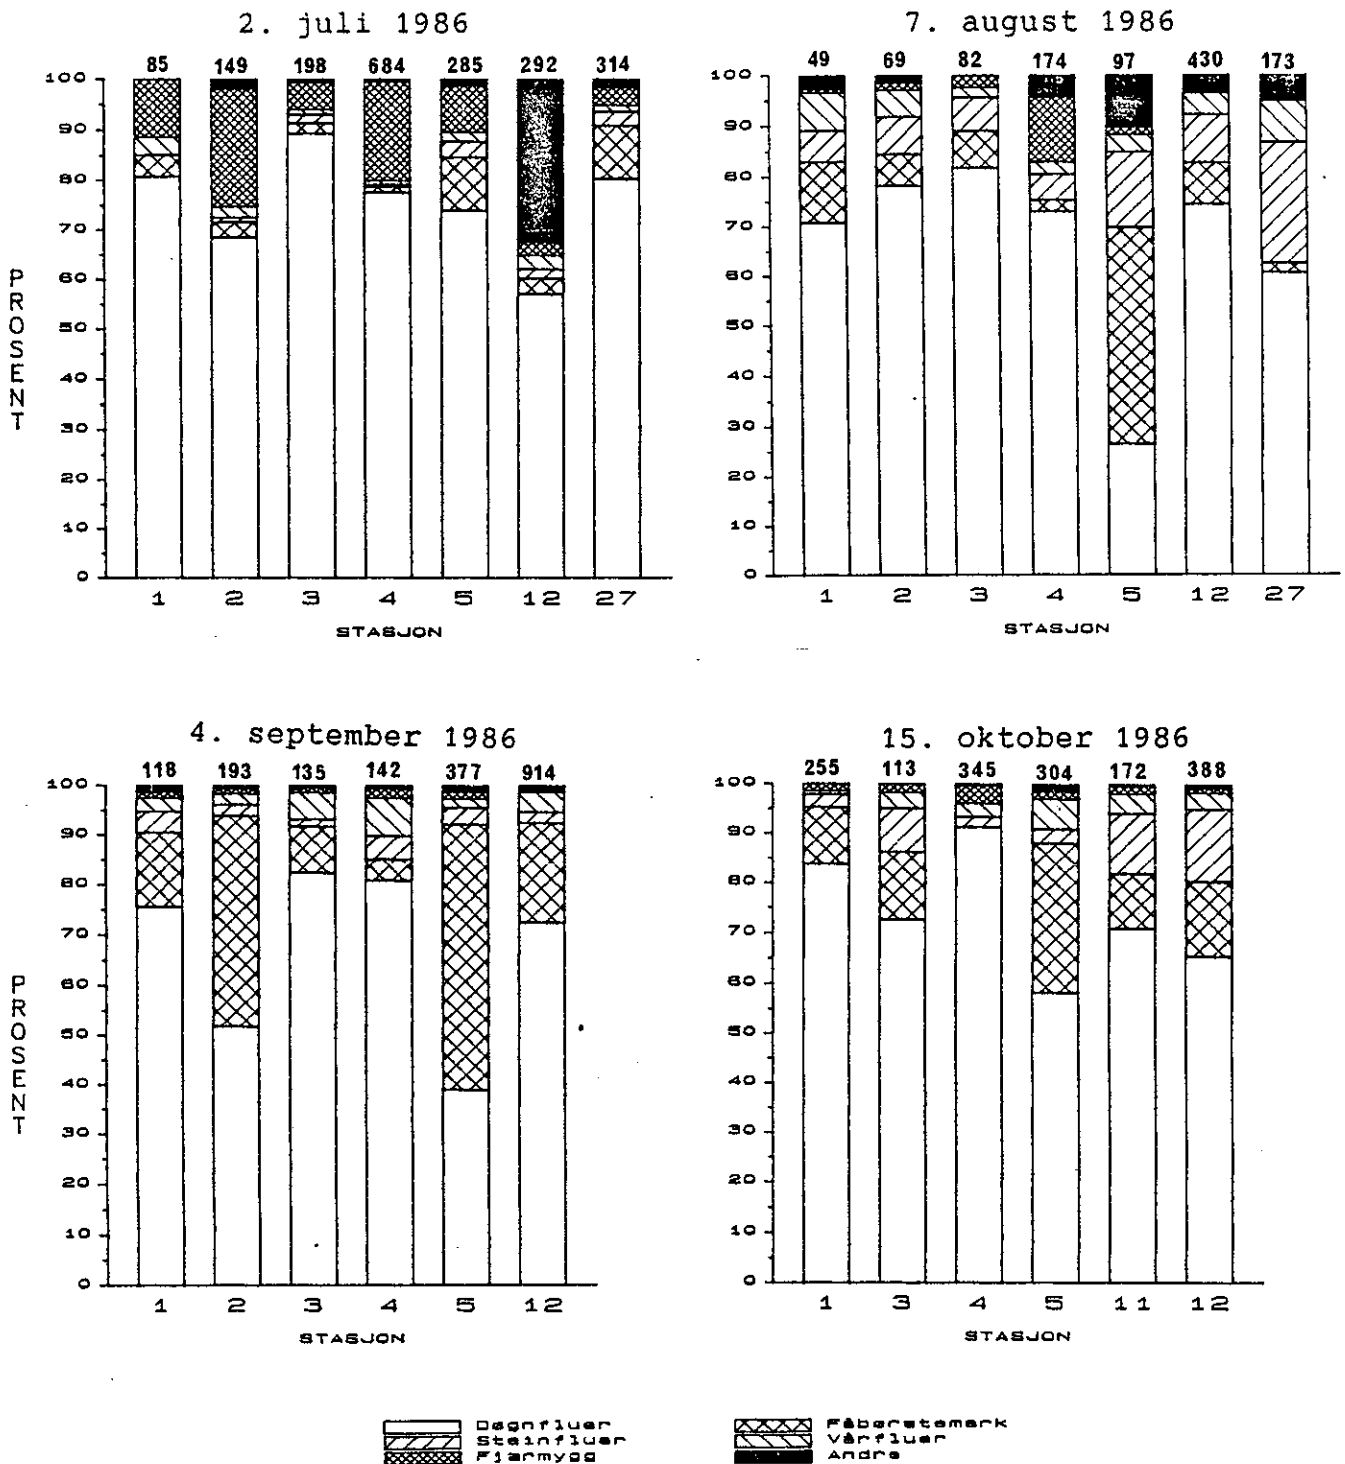 2. juli 1986
85 149 198 684 285 292 314
100
90
80
70
60
50
40
30
20
10
0
PROSENT
1 2 3 4 5 12 27
STASJON
7. august 1986
49 69 82 174 97 430 173
100
90
80
70
60
50
40
30
20
10
0
1 2 3 4 5 12 27
STASJON
4. september 1986
118 193 135 142 377 914
100
90
80
70
60
50
40
30
20
10
0
PROSENT
1 2 3 4 5 12
STASJON
15. oktober 1986
255 113 345 304 172 388
100
90
80
70
60
50
40
30
20
10
0
1 3 4 5 11 12
STASJON
Døgnfluer
Steinfluer
Fjærmygg
Fåbørstemark
Vårfluer
Andre